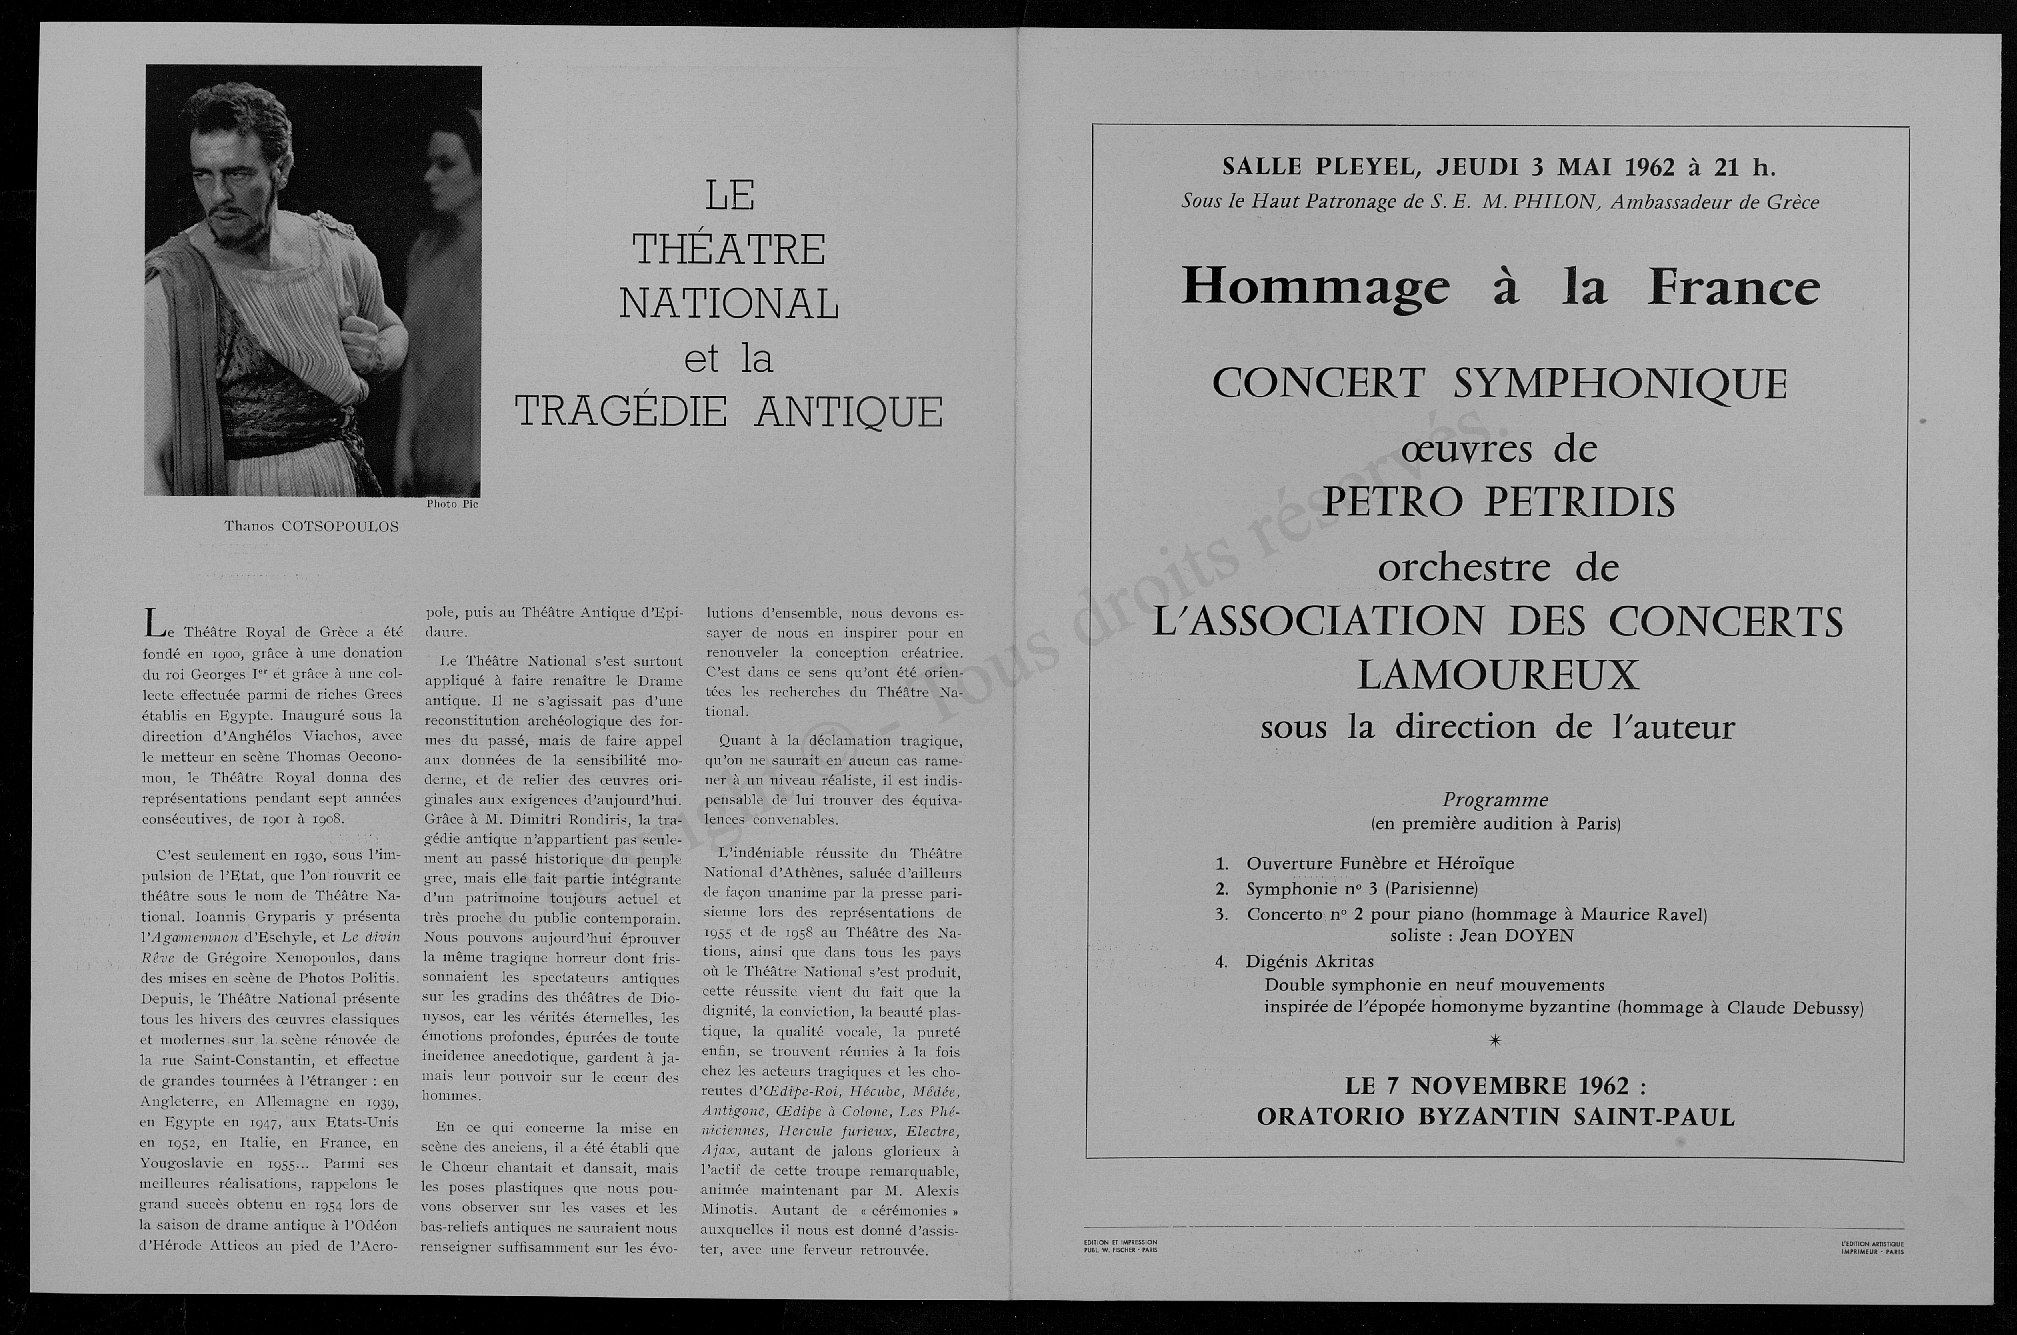 LE
THÉATRE
NATIONAL
et la
TRAGÉDIE ANTIQUE
Photo Pic
Thanos COTSOPOULOS
Le Théâtre Royal de Grèce a été
fondé en 1900, grâce à une donation
du roi Georges Ier et grâce à une col-
lecte effectuée parmi de riches Grecs
établis en Egypte. Inauguré sous la
direction d'Anghélos Vlachos, avec
le metteur en scène Thomas Oecono-
mou, le Théâtre Royal donna des
représentations pendant sept années
consécutives, de 1901 à 1908.
C'est seulement en 1930, sous l'im-
pulsion de l'Etat, que l'on rouvrit ce
théâtre sous le nom de Théâtre Na-
tional. Ioannis Gryparis y présenta
l'Agamemnon d'Eschyle, et Le divin
Rêve de Grégoire Xenopoulos, dans
des mises en scène de Photos Politis.
Depuis, le Théâtre National présente
tous les hivers des œuvres classiques
et modernes sur la scène rénovée de
la rue Saint-Constantin, et effectue
de grandes tournées à l'étranger : en
Angleterre, en Allemagne en 1939,
en Egypte en 1947, aux Etats-Unis
en 1952, en Italie, en France, en
Yougoslavie en 1955... Parmi ses
meilleures réalisations, rappelons le
grand succès obtenu en 1954 lors de
la saison de drame antique à l'Odéon
d'Hérode Atticos au pied de l'Acro-
pole, puis au Théâtre Antique d'Epi-
daure.
Le Théâtre National s'est surtout
appliqué à faire renaître le Drame
antique. Il ne s'agissait pas d'une
reconstitution archéologique des for-
mes du passé, mais de faire appel
aux données de la sensibilité mo-
derne, et de relier des œuvres ori-
ginales aux exigences d'aujourd'hui.
Grâce à M. Dimitri Rondiris, la tra-
gédie antique n'appartient pas seule-
ment au passé historique du peuple
grec, mais elle fait partie intégrante
d'un patrimoine toujours actuel et
très proche du public contemporain.
Nous pouvons aujourd'hui éprouver
la même tragique horreur dont fris-
sonnaient les spectateurs antiques
sur les gradins des théâtres de Dio-
nysos, car les vérités éternelles, les
émotions profondes, épurées de toute
incidence anecdotique, gardent à ja-
mais leur pouvoir sur le cœur des
hommes.
En ce qui concerne la mise en
scène des anciens, il a été établi que
le Chœur chantait et dansait, mais
les poses plastiques que nous pou-
vons observer sur les vases et les
bas-reliefs antiques ne sauraient nous
renseigner suffisamment sur les évo-
lutions d'ensemble, nous devons es-
sayer de nous en inspirer pour en
renouveler la conception créatrice.
C'est dans ce sens qu'ont été orien-
tées les recherches du Théâtre Na-
tional.
Quant à la déclamation tragique,
qu'on ne saurait en aucun cas rame-
ner à un niveau réaliste, il est indis-
pensable de lui trouver des équiva-
lences convenables.
L'indéniable réussite du Théâtre
National d'Athènes, saluée d'ailleurs
de façon unanime par la presse pari-
sienne lors des représentations de
1955 et de 1958 au Théâtre des Na-
tions, ainsi que dans tous les pays
où le Théâtre National s'est produit,
cette réussite vient du fait que la
dignité, la conviction, la beauté plas-
tique, la qualité vocale, la pureté
enfin, se trouvent réunies à la fois
chez les acteurs tragiques et les cho-
reutes d'Œdipe-Roi, Hécube, Médée,
Antigone, Œdipe à Colone, Les Phé-
niciennes, Hercule furieux, Electre,
Ajax, autant de jalons glorieux à
l'actif de cette troupe remarquable,
animée maintenant par M. Alexis
Minotis. Autant de « cérémonies »
auxquelles il nous est donné d'assis-
ter, avec une ferveur retrouvée.
SALLE PLEYEL, JEUDI 3 MAI 1962 à 21 h.
Sous le Haut Patronage de S. E. M. PHILON, Ambassadeur de Grèce
Hommage à la France
CONCERT SYMPHONIQUE
œuvres de
PETRO PETRIDIS
orchestre de
L'ASSOCIATION DES CONCERTS
LAMOUREUX
sous la direction de l'auteur
Programme
(en première audition à Paris)
1. Ouverture Funèbre et Héroïque
2. Symphonie nº 3 (Parisienne)
3. Concerto nº 2 pour piano (hommage à Maurice Ravel)
soliste : Jean DOYEN
4. Digénis Akritas
Double symphonie en neuf mouvements
inspirée de l'épopée homonyme byzantine (hommage à Claude Debussy)
LE 7 NOVEMBRE 1962 :
ORATORIO BYZANTIN SAINT-PAUL
EDITION ET IMPRESSION
PUBL. W. FISCHER - PARIS
L'EDITION ARTISTIQUE
IMPRIMEUR - PARIS
Copyright © - Tous droits réservés.